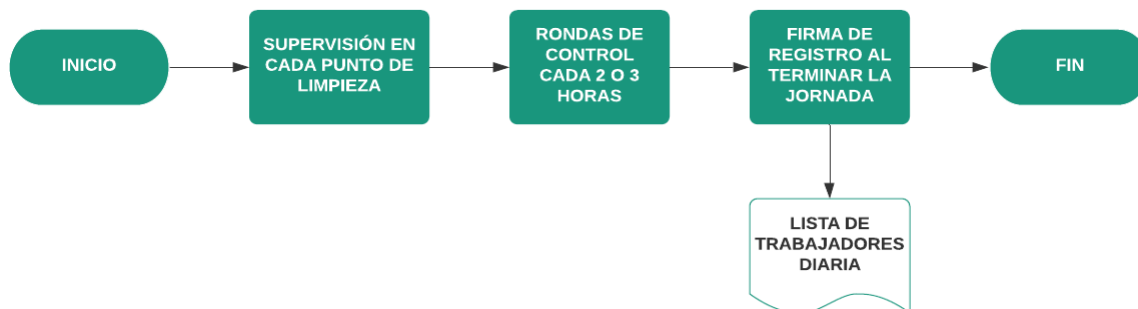 INICIO
SUPERVISIÓN EN
CADA PUNTO DE
LIMPIEZA
RONDAS DE
CONTROL
CADA 2 O 3
HORAS
FIRMA DE
REGISTRO AL
TERMINAR LA
JORNADA
FIN
LISTA DE
TRABAJADORES
DIARIA